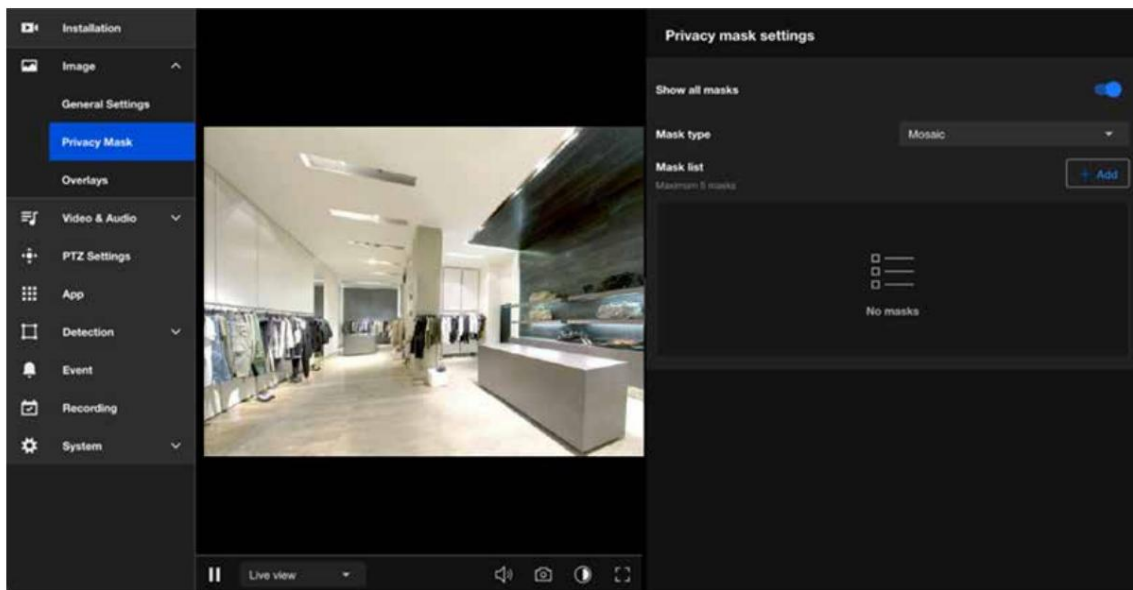 Installation
Image
General Settings
Privacy Mask
Overlays
Video & Audio
PTZ Settings
App
Detection
Event
Recording
System
Live view
Privacy mask settings
Show all masks
Mask type
Mosaic
Mask list
Maximum 5 masks
+ Add
No masks